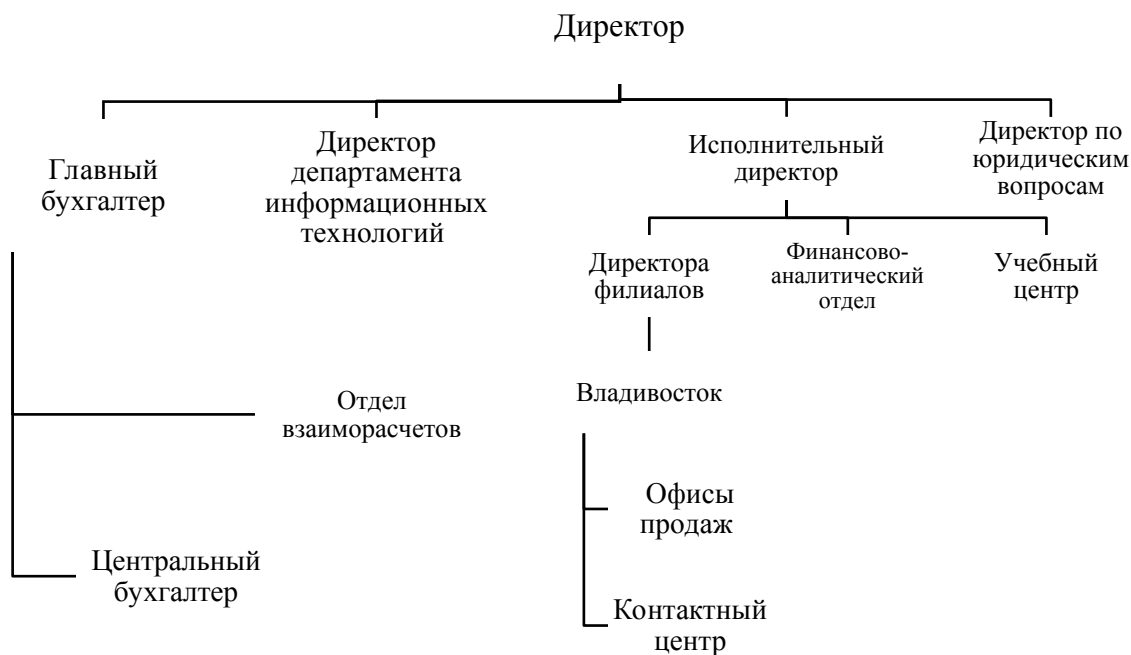 Директор
Главный
бухгалтер
Директор
департамента
информационных
технологий
Исполнительный
директор
Директор по
юридическим
вопросам
Директора
филиалов
Финансово-
аналитический
отдел
Учебный
центр
Отдел
взаиморасчетов
Владивосток
Офисы
продаж
Центральный
бухгалтер
Контактный
центр